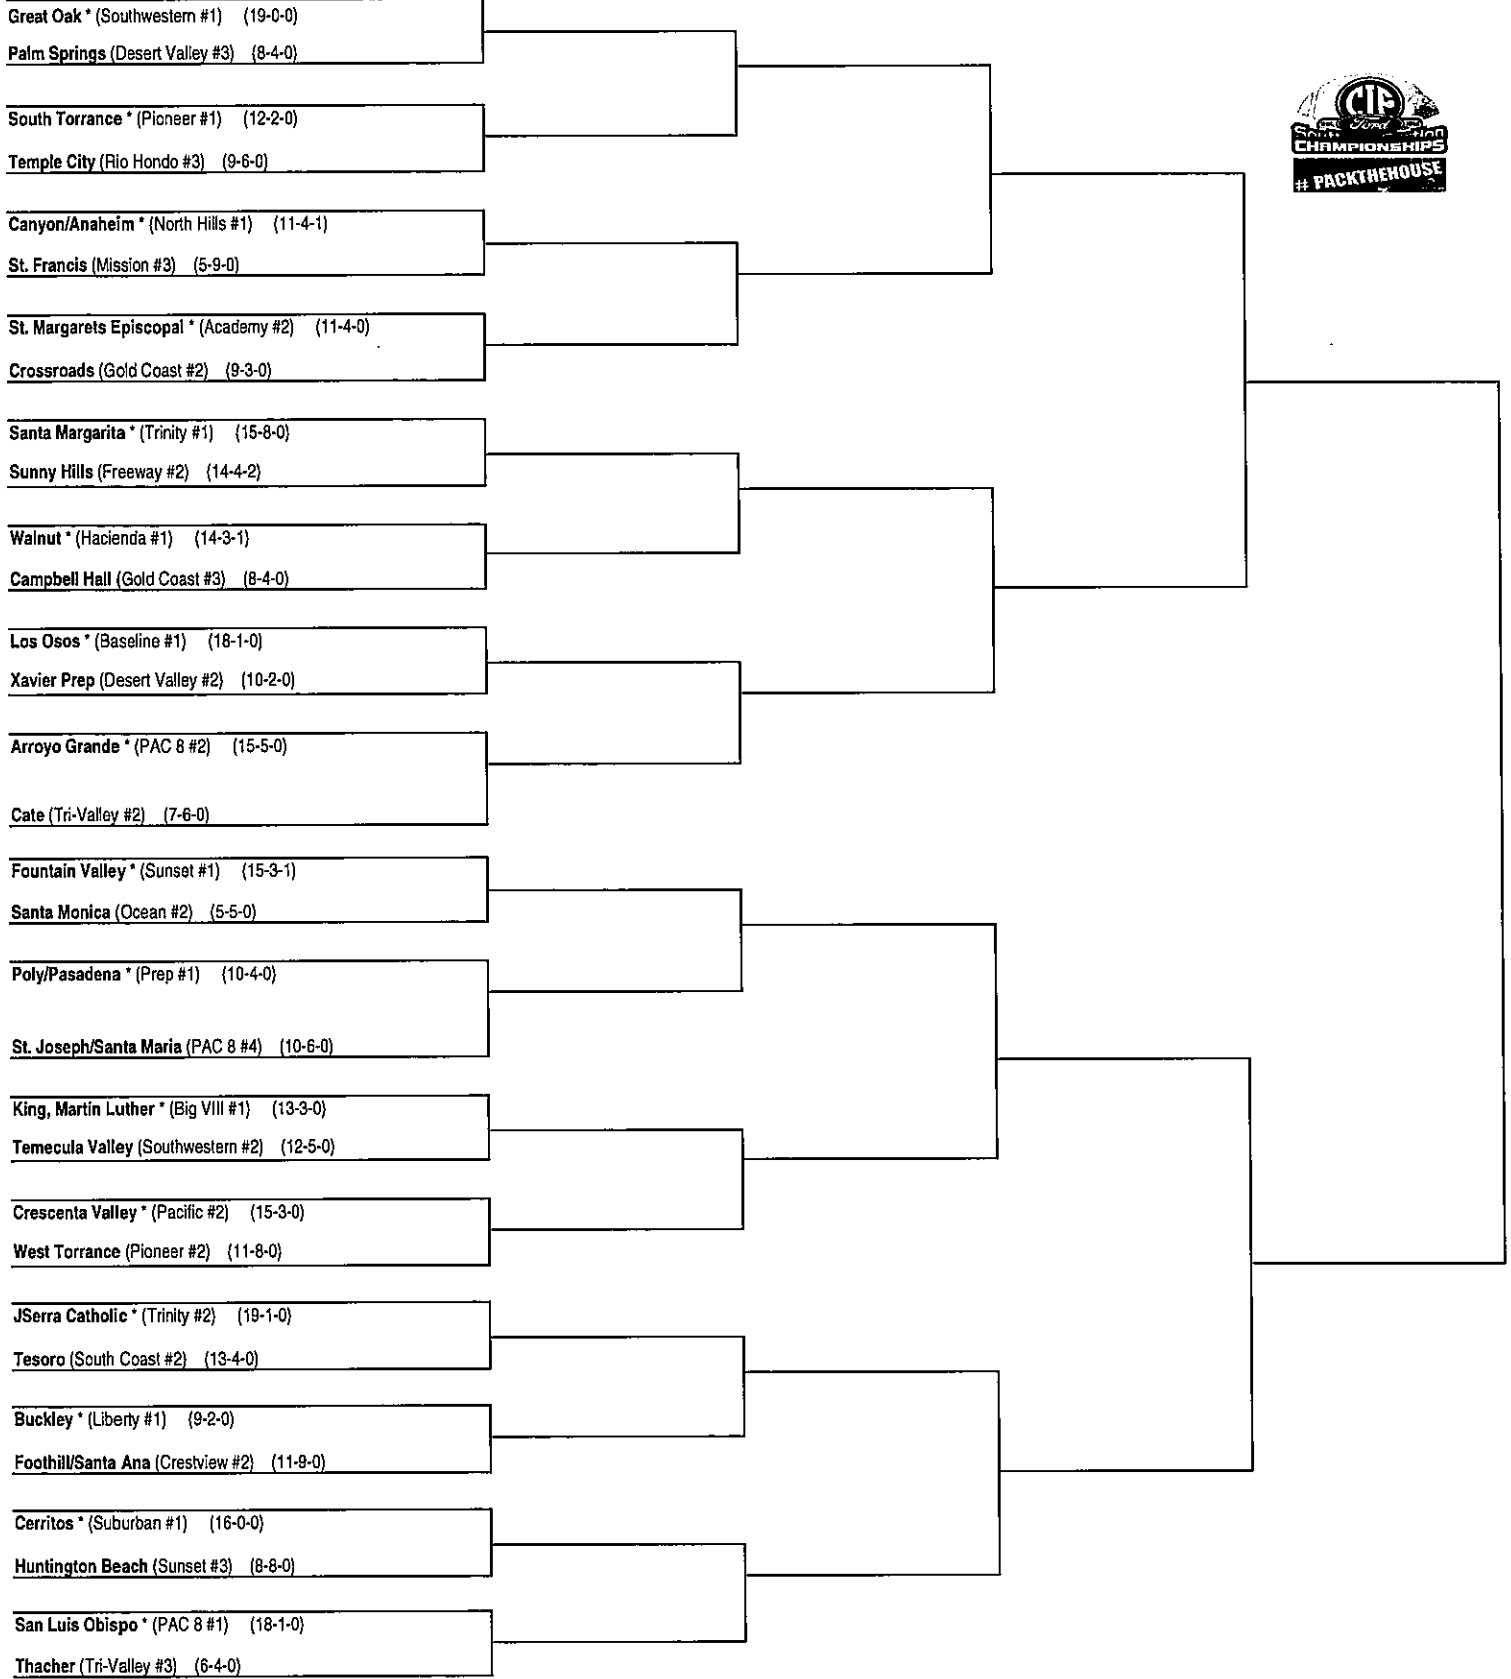 Great Oak * (Southwestern #1) (19-0-0)
Palm Springs (Desert Valley #3) (8-4-0)
South Torrance * (Pioneer #1) (12-2-0)
Temple City (Rio Hondo #3) (9-6-0)
Canyon/Anaheim * (North Hills #1) (11-4-1)
St. Francis (Mission #3) (5-9-0)
St. Margarets Episcopal * (Academy #2) (11-4-0)
Crossroads (Gold Coast #2) (9-3-0)
Santa Margarita * (Trinity #1) (15-8-0)
Sunny Hills (Freeway #2) (14-4-2)
Walnut * (Hacienda #1) (14-3-1)
Campbell Hall (Gold Coast #3) (8-4-0)
Los Osos * (Baseline #1) (18-1-0)
Xavier Prep (Desert Valley #2) (10-2-0)
Arroyo Grande * (PAC 8 #2) (15-5-0)
Cate (Tri-Valley #2) (7-6-0)
Fountain Valley * (Sunset #1) (15-3-1)
Santa Monica (Ocean #2) (5-5-0)
Poly/Pasadena * (Prep #1) (10-4-0)
St. Joseph/Santa Maria (PAC 8 #4) (10-6-0)
King, Martin Luther * (Big VIII #1) (13-3-0)
Temecula Valley (Southwestern #2) (12-5-0)
Crescenta Valley * (Pacific #2) (15-3-0)
West Torrance (Pioneer #2) (11-8-0)
JSerra Catholic * (Trinity #2) (19-1-0)
Tesoro (South Coast #2) (13-4-0)
Buckley * (Liberty #1) (9-2-0)
Foothill/Santa Ana (Crestview #2) (11-9-0)
Cerritos * (Suburban #1) (16-0-0)
Huntington Beach (Sunset #3) (8-8-0)
San Luis Obispo * (PAC 8 #1) (18-1-0)
Thacher (Tri-Valley #3) (6-4-0)
CIF
Ford
CHAMPIONSHIPS
# PACKTHEHOUSE